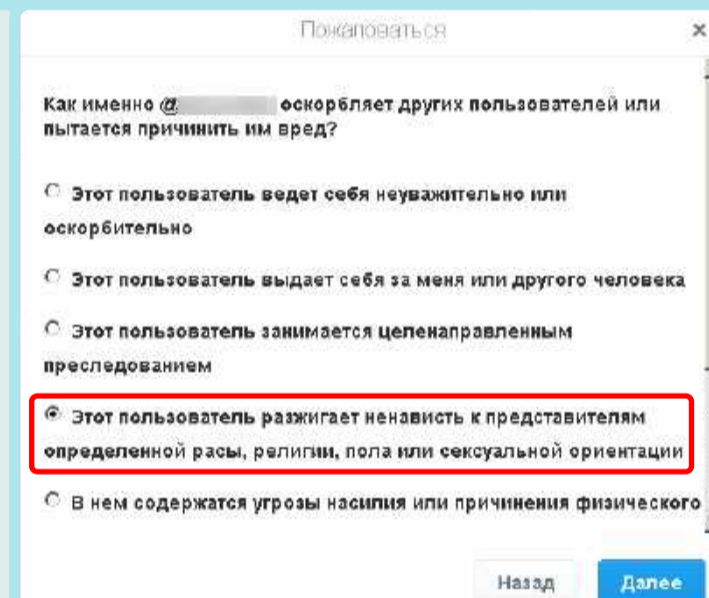 Пожаловаться
×
Как именно @ оскорбляет других пользователей или
пытается причинить им вред?
Этот пользователь ведет себя неуважительно или
оскорбительно
Этот пользователь выдает себя за меня или другого человека
Этот пользователь занимается целенаправленным
преследованием
Этот пользователь разжигает ненависть к представителям
определенной расы, религии, пола или сексуальной ориентации
В нем содержатся угрозы насилия или причинения физического
Назад
Далее